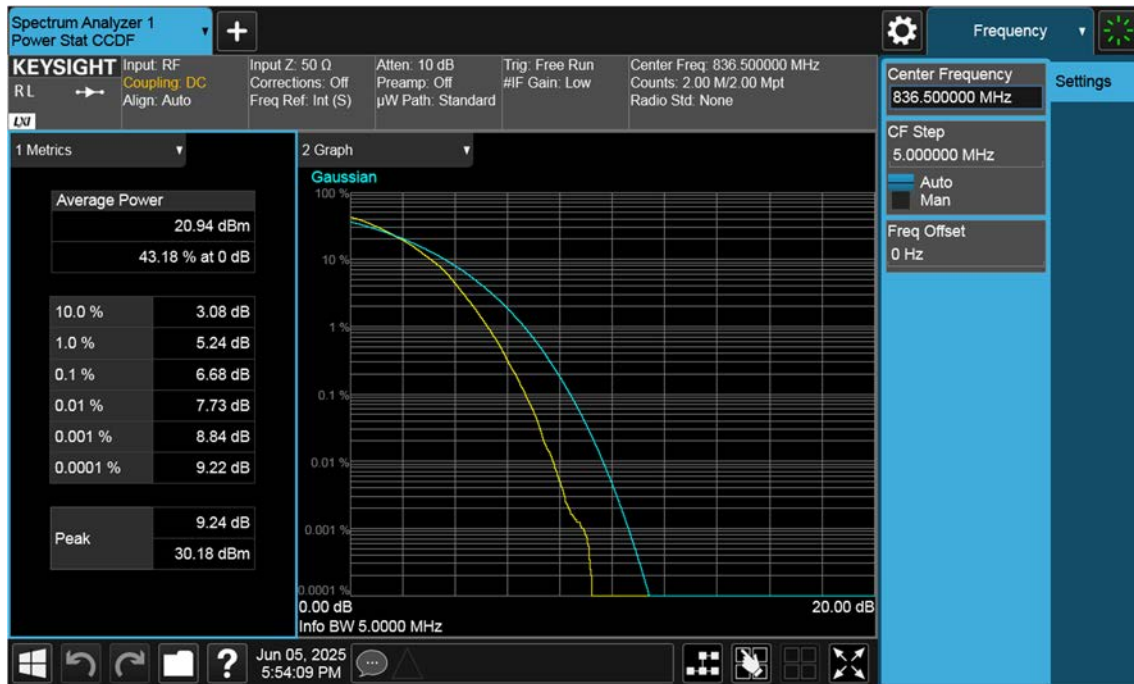 Spectrum Analyzer 1
Power Stat CCDF
Frequency
KEYSIGHT
R L
LXI
Input: RF
Coupling: DC
Align: Auto
Input Z: 50 Ω
Corrections: Off
Freq Ref: Int (S)
Atten: 10 dB
Preamp: Off
µW Path: Standard
Trig: Free Run
#IF Gain: Low
Center Freq: 836.500000 MHz
Counts: 2.00 M/2.00 Mpt
Radio Std: None
Center Frequency
836.500000 MHz
Settings
CF Step
5.000000 MHz
Auto
Man
Freq Offset
0 Hz
1 Metrics
Average Power
20.94 dBm
43.18 % at 0 dB
10.0 % 3.08 dB
1.0 % 5.24 dB
0.1 % 6.68 dB
0.01 % 7.73 dB
0.001 % 8.84 dB
0.0001 % 9.22 dB
Peak
9.24 dB
30.18 dBm
2 Graph
Gaussian
100 %
10 %
1 %
0.1 %
0.01 %
0.001 %
0.0001 %
0.00 dB 20.00 dB
Info BW 5.0000 MHz
?
Jun 05, 2025
5:54:09 PM